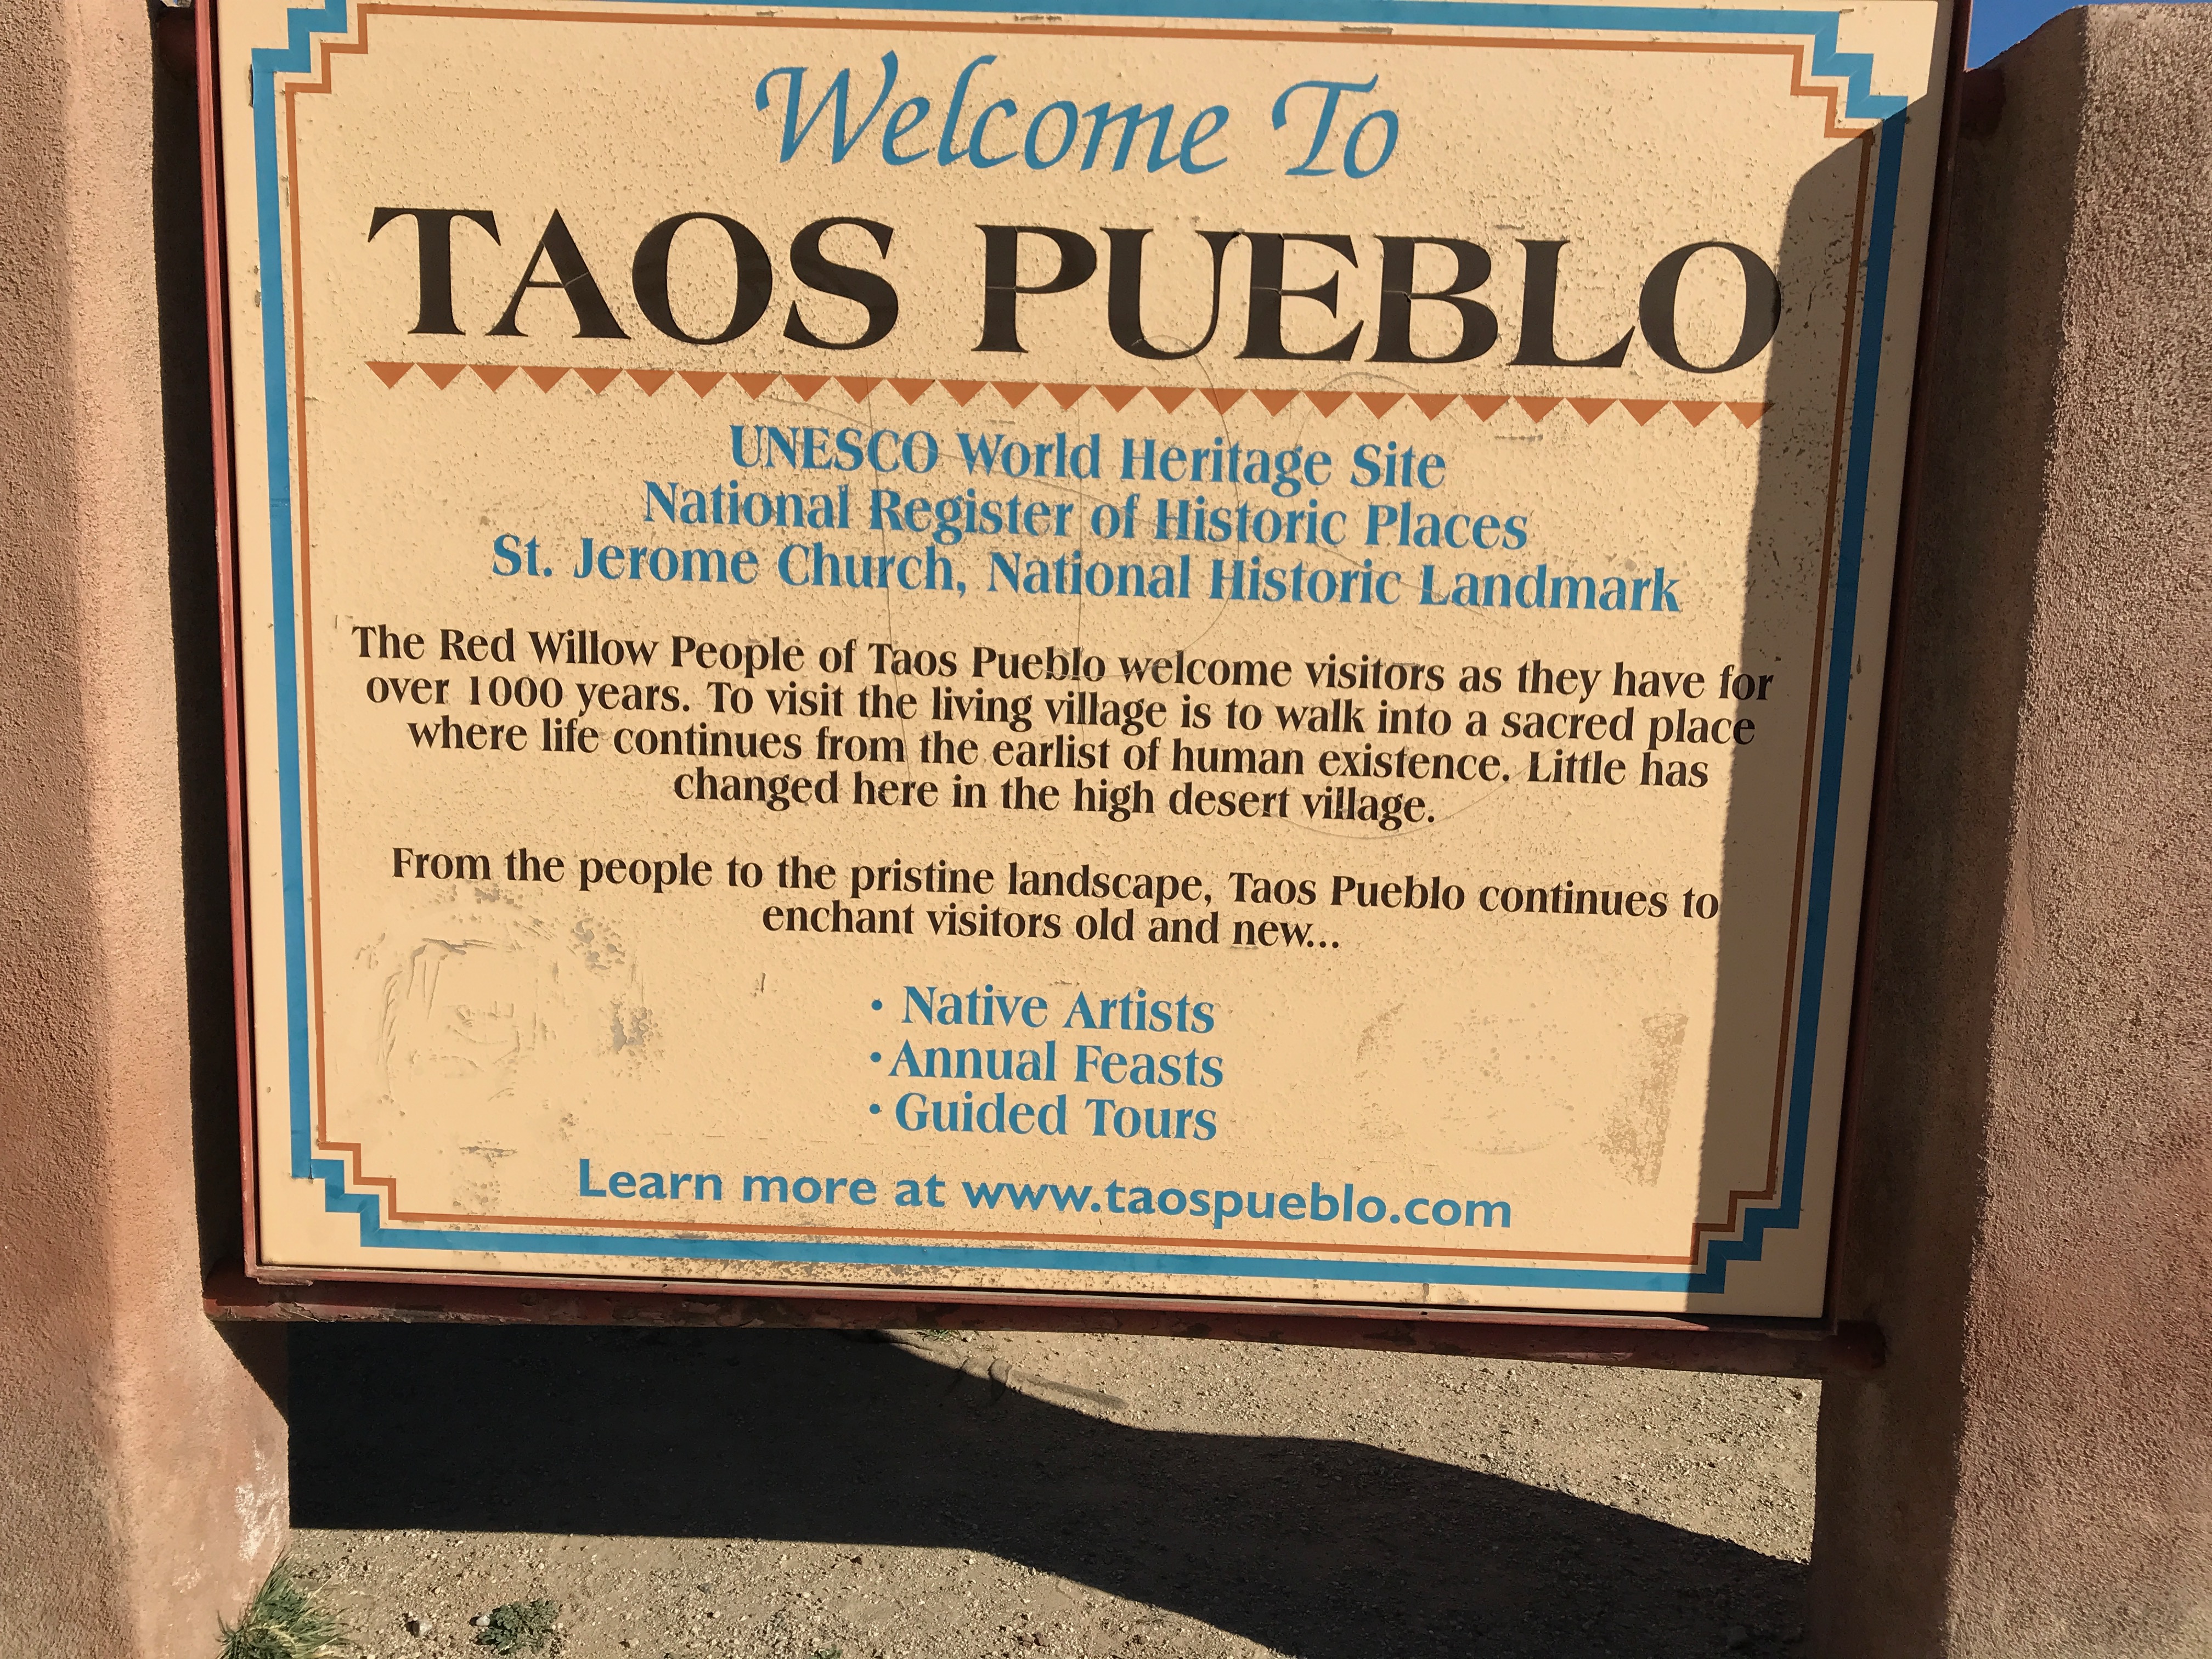 Welcome To
TAOS PUEBLO
UNESCO World Heritage Site
National Register of Historic Places
St. Jerome Church, National Historic Landmark
The Red Willow People of Taos Pueblo welcome visitors as they have for
over 1000 years. To visit the living village is to walk into a sacred place
where life continues from the earlist of human existence. Little has
changed here in the high desert village.
From the people to the pristine landscape, Taos Pueblo continues to
enchant visitors old and new...
• Native Artists
• Annual Feasts
• Guided Tours
Learn more at www.taospueblo.com